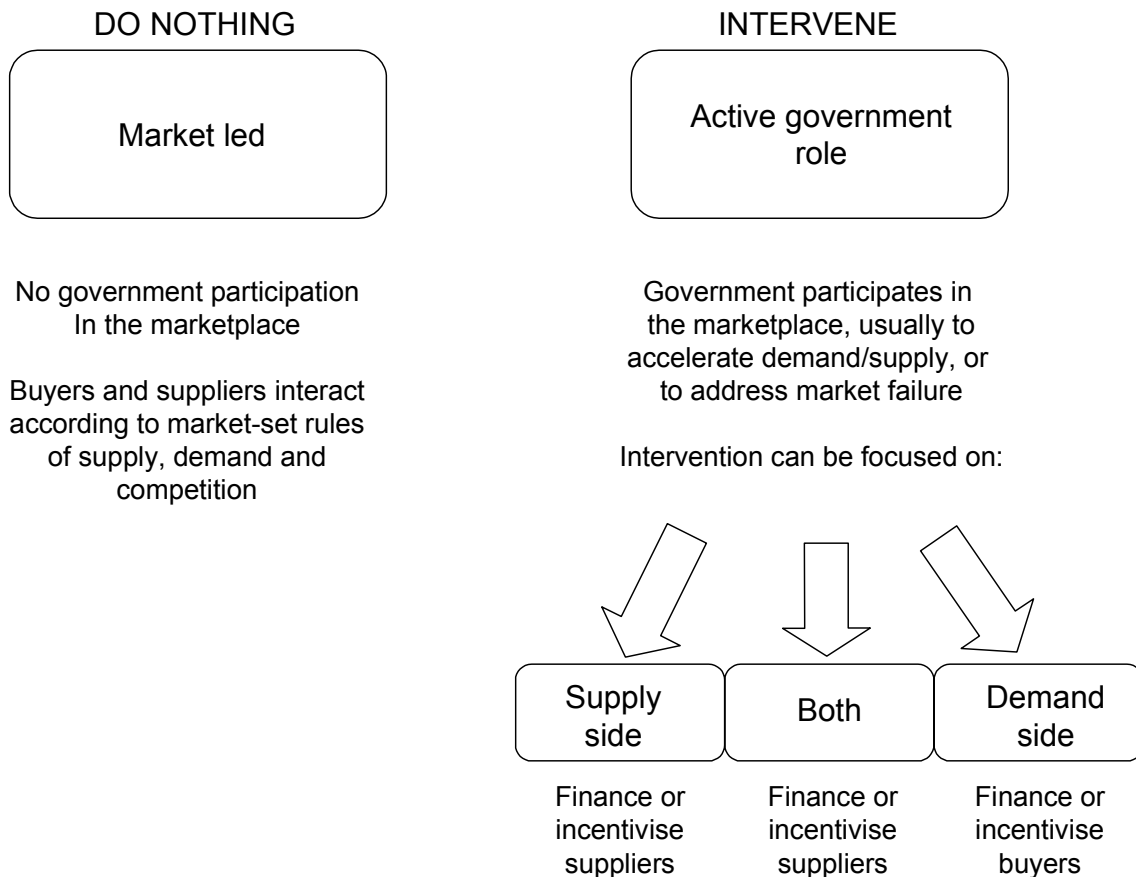 DO NOTHING
Market led
No government participation
In the marketplace
Buyers and suppliers interact
according to market-set rules
of supply, demand and
competition
INTERVENE
Active government
role
Government participates in
the marketplace, usually to
accelerate demand/supply, or
to address market failure
Intervention can be focused on:
Supply
side
Finance or
incentivise
suppliers
Both
Finance or
incentivise
suppliers
Demand
side
Finance or
incentivise
buyers